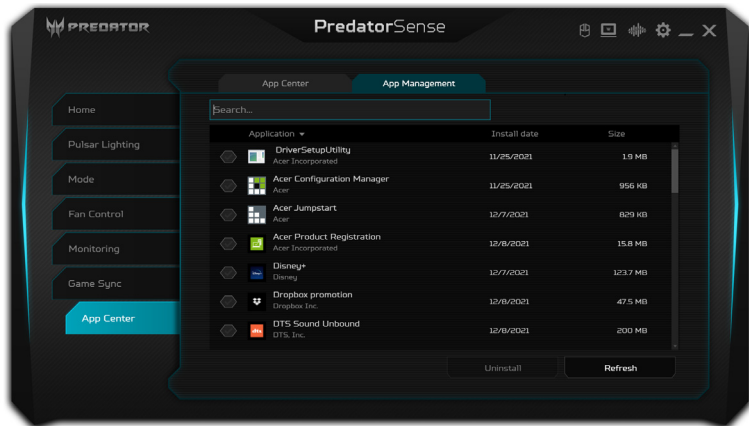 PREDATOR
PredatorSense
App Center
App Management
Home
Pulsar Lighting
Mode
Fan Control
Monitoring
Game Sync
App Center
Search...
Application Install date Size
DriverSetupUtility
Acer Incorporated
11/25/2021 1.9 MB
Acer Configuration Manager
Acer
11/25/2021 956 KB
Acer Jumpstart
Acer
12/7/2021 829 KB
Acer Product Registration
Acer Incorporated
12/8/2021 15.8 MB
Disney+
Disney
12/7/2021 123.7 MB
Dropbox promotion
Dropbox Inc.
12/8/2021 47.5 MB
DTS Sound Unbound
DTS, Inc.
12/8/2021 200 MB
Uninstall
Refresh